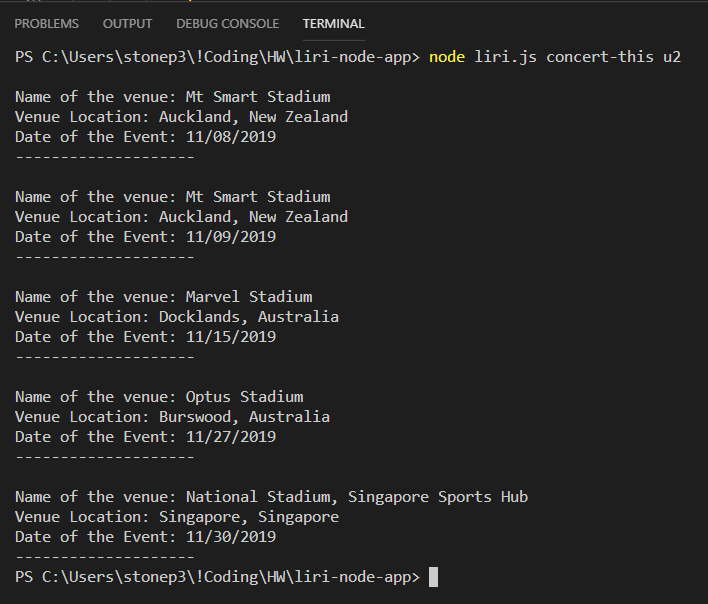 PROBLEMS OUTPUT DEBUG CONSOLE TERMINAL
PS C:\Users\stonep3\!Coding\HW\liri-node-app> node liri.js concert-this u2
Name of the venue: Mt Smart Stadium
Venue Location: Auckland, New Zealand
Date of the Event: 11/08/2019
--------------------
Name of the venue: Mt Smart Stadium
Venue Location: Auckland, New Zealand
Date of the Event: 11/09/2019
--------------------
Name of the venue: Marvel Stadium
Venue Location: Docklands, Australia
Date of the Event: 11/15/2019
--------------------
Name of the venue: Optus Stadium
Venue Location: Burswood, Australia
Date of the Event: 11/27/2019
--------------------
Name of the venue: National Stadium, Singapore Sports Hub
Venue Location: Singapore, Singapore
Date of the Event: 11/30/2019
--------------------
PS C:\Users\stonep3\!Coding\HW\liri-node-app>